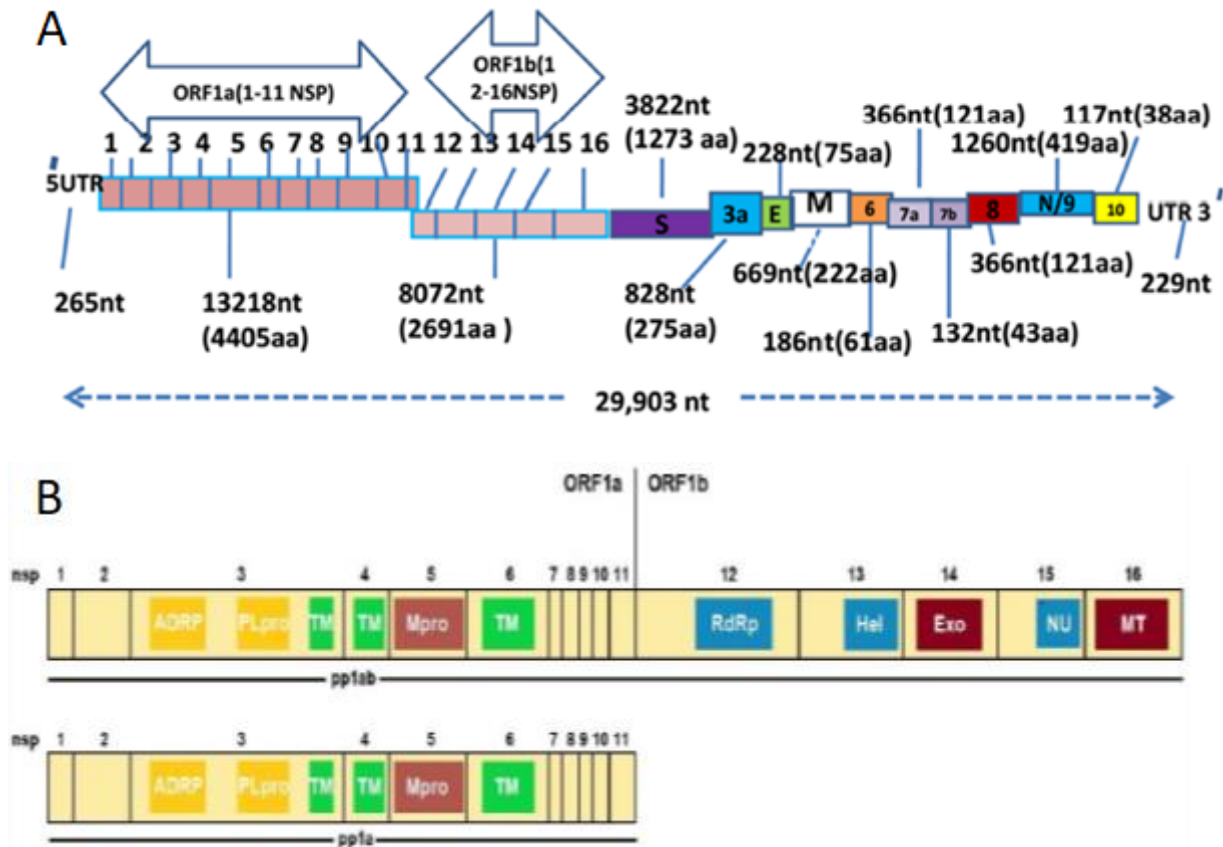 A
ORF1a(1-11 NSP)
ORF1b(1
2-16NSP)
1 2 3 4 5 6 7 8 9 10 11 12 13 14 15 16
3822nt
(1273 aa)
228nt(75aa)
366nt(121aa)
1260nt(419aa)
117nt(38aa)
'
5UTR
S
3a
E
M
6
7a
7b
8
N/9
10
UTR 3'
265nt
13218nt
(4405aa)
8072nt
(2691aa )
828nt
(275aa)
669nt(222aa)
186nt(61aa)
132nt(43aa)
366nt(121aa)
229nt
29,903 nt
B
ORF1a ORF1b
nsp 1 2 3 4 5 6 7 8 9 10 11 12 13 14 15 16
ADRP PLpro TM TM Mpro TM RdRp Hel Exo NU MT
pp1ab
nsp 1 2 3 4 5 6 7 8 9 10 11
ADRP PLpro TM TM Mpro TM
pp1a